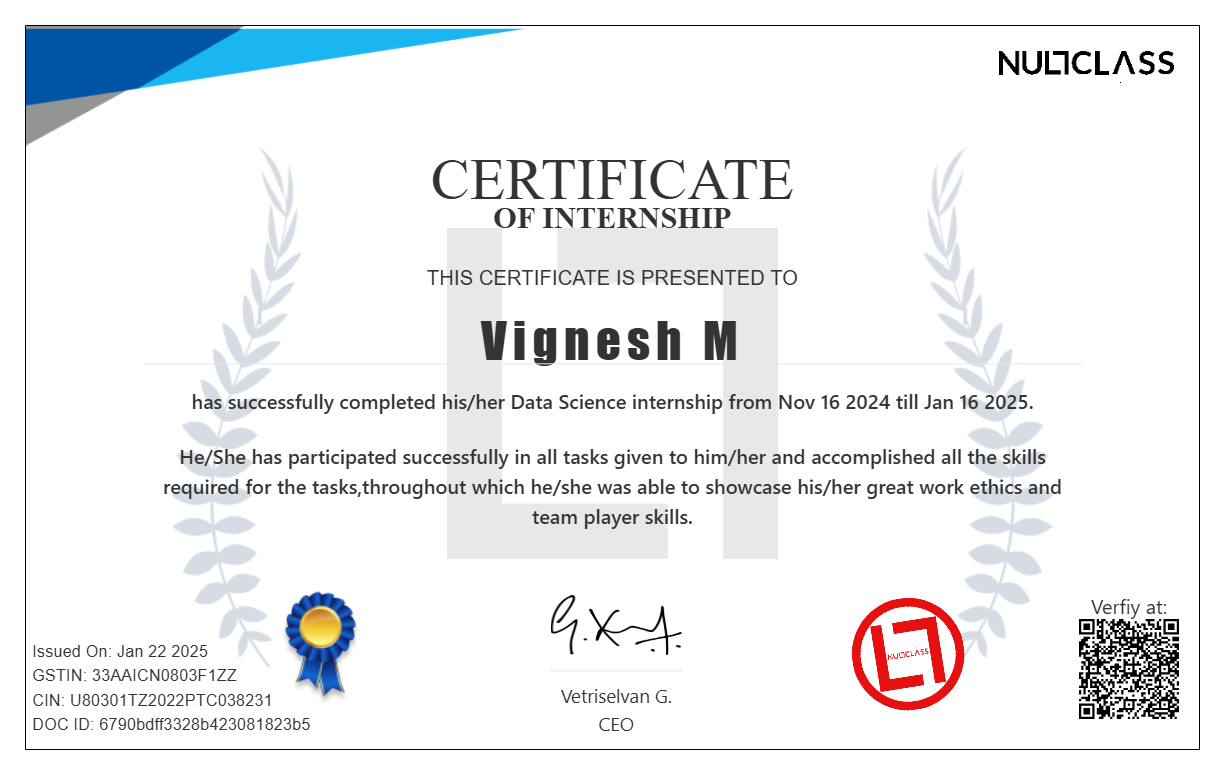 NULLCLASS
CERTIFICATE
OF INTERNSHIP
THIS CERTIFICATE IS PRESENTED TO
Vignesh M
has successfully completed his/her Data Science internship from Nov 16 2024 till Jan 16 2025.
He/She has participated successfully in all tasks given to him/her and accomplished all the skills
required for the tasks,throughout which he/she was able to showcase his/her great work ethics and
team player skills.
Issued On: Jan 22 2025
GSTIN: 33AAICN0803F1ZZ
CIN: U80301TZ2022PTC038231
DOC ID: 6790bdff3328b423081823b5
Vetriselvan G.
CEO
NULLCLASS
Verfiy at: